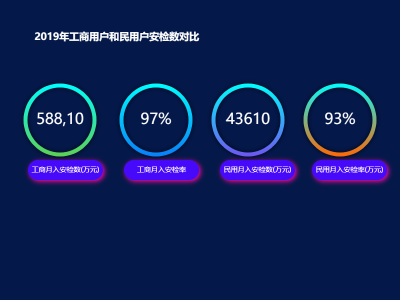 2019年工商用户和民用户安检数对比
588,10
97%
43610
93%
工商月入安检数(万元)
工商月入安检率
民用月入安检数(万元)
民用月入安检率(万元)